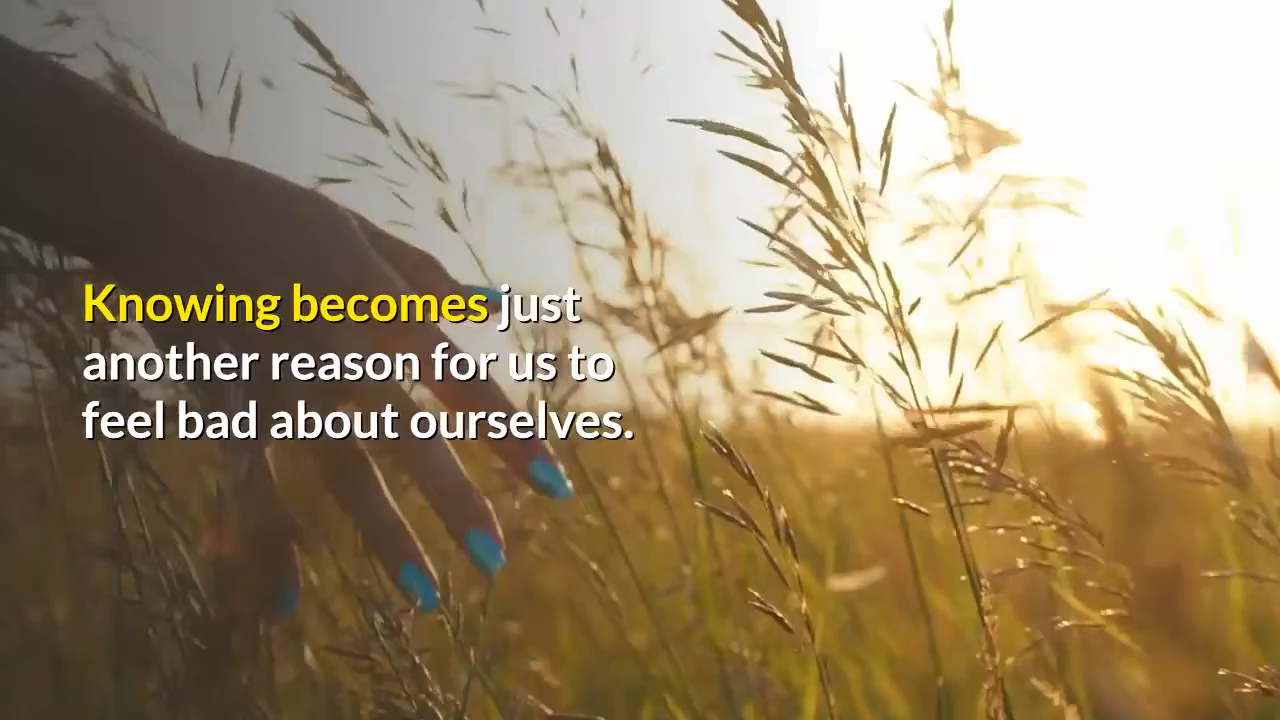 Knowing becomes just
another reason for us to
feel bad about ourselves.